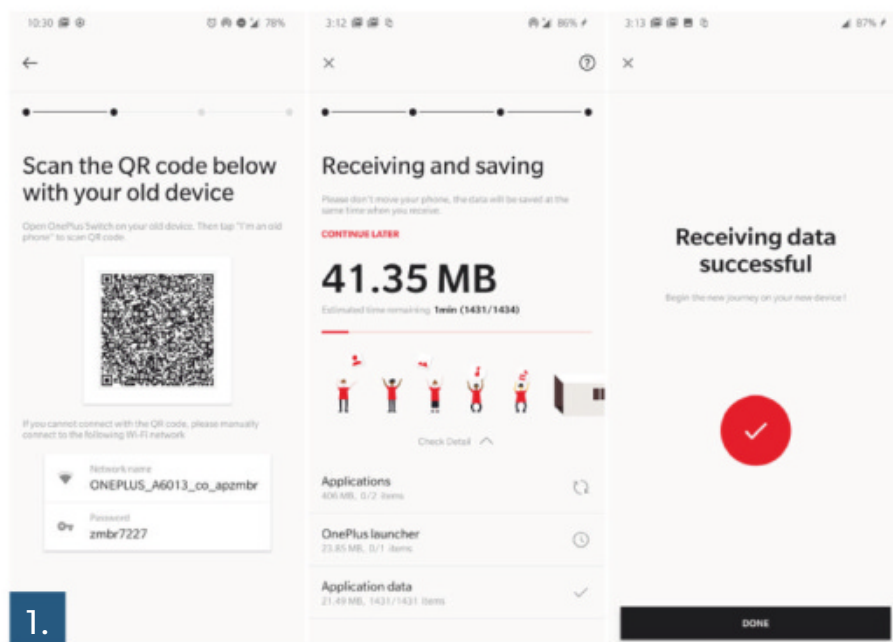 10:30 78%
Scan the QR code below
with your old device
Open OnePlus Switch on your old device. Then tap "I'm an old
phone" to scan QR code.
If you cannot connect with the QR code, please manually
connect to the following Wi-Fi network
Network name
ONEPLUS_A6013_co_apzmbr
Password
zmbr7227
1.
3:12 86%
Receiving and saving
Please don't move your phone, the data will be saved at the
same time when you receive.
CONTINUE LATER
41.35 MB
Estimated time remaining 1min (1431/1434)
Check Detail
Applications
406 MB, 0/2 items
OnePlus launcher
23.85 MB, 0/1 items
Application data
21.49 MB, 1431/1431 items
3:13 87%
Receiving data
successful
Begin the new journey on your new device!
DONE